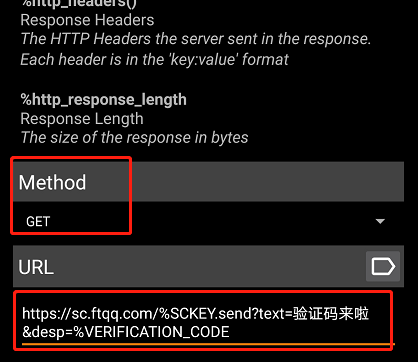 %http_headers()
Response Headers
The HTTP Headers the server sent in the response.
Each header is in the 'key:value' format
%http_response_length
Response Length
The size of the response in bytes
Method
GET
URL
https://sc.ftqq.com/%SCKEY.send?text=验证码来啦
&desp=%VERIFICATION_CODE